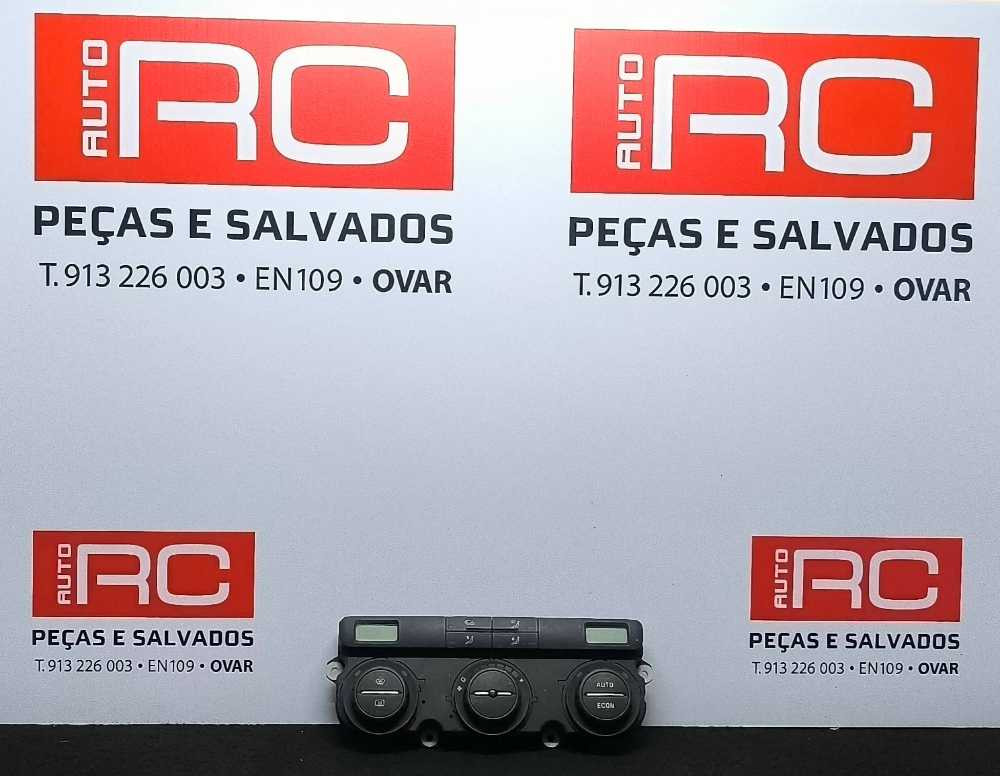 AUTO RC
PEÇAS E SALVADOS
T. 913 226 003 • EN109 • OVAR
AUTO RC
PEÇAS E SALVADOS
T. 913 226 003 • EN109 • OVAR
AUTO RC
PEÇAS E SALVADOS
T. 913 226 003 • EN109 • OVAR
AUTO RC
PEÇAS E SALVADOS
T. 913 226 003 • EN109 • OVAR
AUTO
ECON